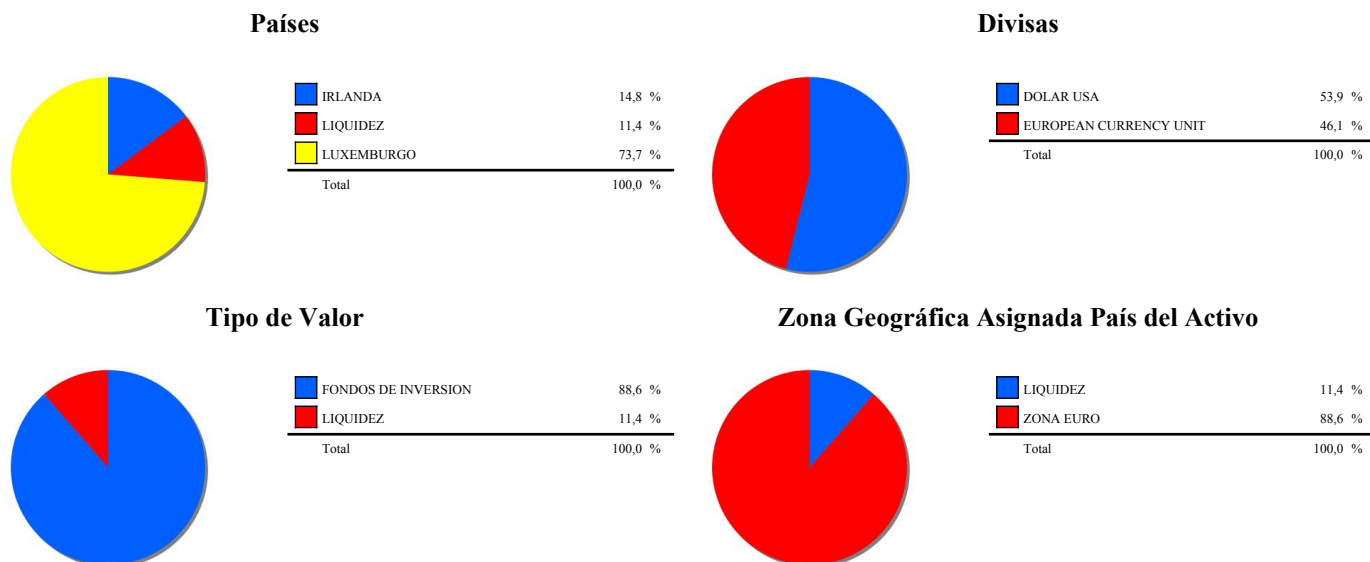 Países
IRLANDA 14,8 %
LIQUIDEZ 11,4 %
LUXEMBURGO 73,7 %
Total 100,0 %
Divisas
DOLAR USA 53,9 %
EUROPEAN CURRENCY UNIT 46,1 %
Total 100,0 %
Tipo de Valor
FONDOS DE INVERSION 88,6 %
LIQUIDEZ 11,4 %
Total 100,0 %
Zona Geográfica Asignada País del Activo
LIQUIDEZ 11,4 %
ZONA EURO 88,6 %
Total 100,0 %